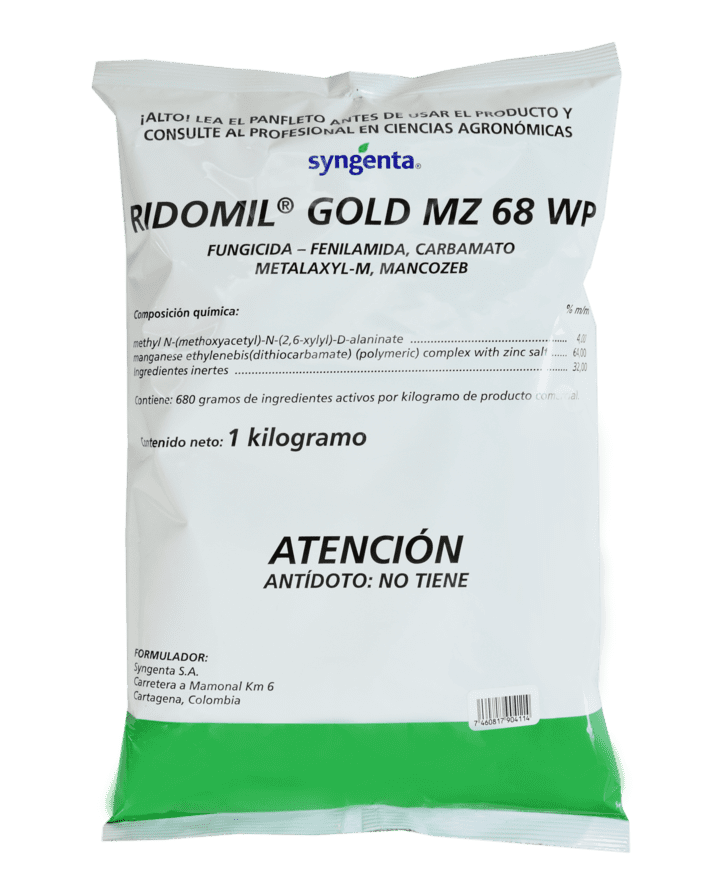 ¡ALTO! LEA EL PANFLETO ANTES DE USAR EL PRODUCTO Y
CONSULTE AL PROFESIONAL EN CIENCIAS AGRONÓMICAS
syngenta®
RIDOMIL® GOLD MZ 68 WP
FUNGICIDA – FENILAMIDA, CARBAMATO
METALAXYL-M, MANCOZEB
Composición química: % m/m
methyl N-(methoxyacetyl)-N-(2,6-xylyl)-D-alaninate ........ 4,00
manganese ethylenebis(dithiocarbamate) (polymeric) complex with zinc salt ...... 64,00
Ingredientes inertes ........ 32,00
Contiene: 680 gramos de ingredientes activos por kilogramo de producto comercial.
Contenido neto: 1 kilogramo
ATENCIÓN
ANTÍDOTO: NO TIENE
FORMULADOR:
Syngenta S.A.
Carretera a Mamonal Km 6
Cartagena, Colombia
7 460817 904114